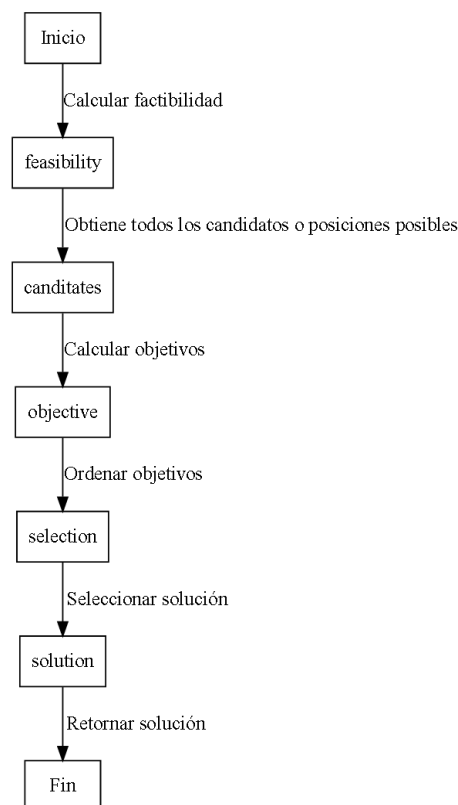 Inicio
Calcular factibilidad
feasibility
Obtiene todos los candidatos o posiciones posibles
canditates
Calcular objetivos
objective
Ordenar objetivos
selection
Seleccionar solución
solution
Retornar solución
Fin